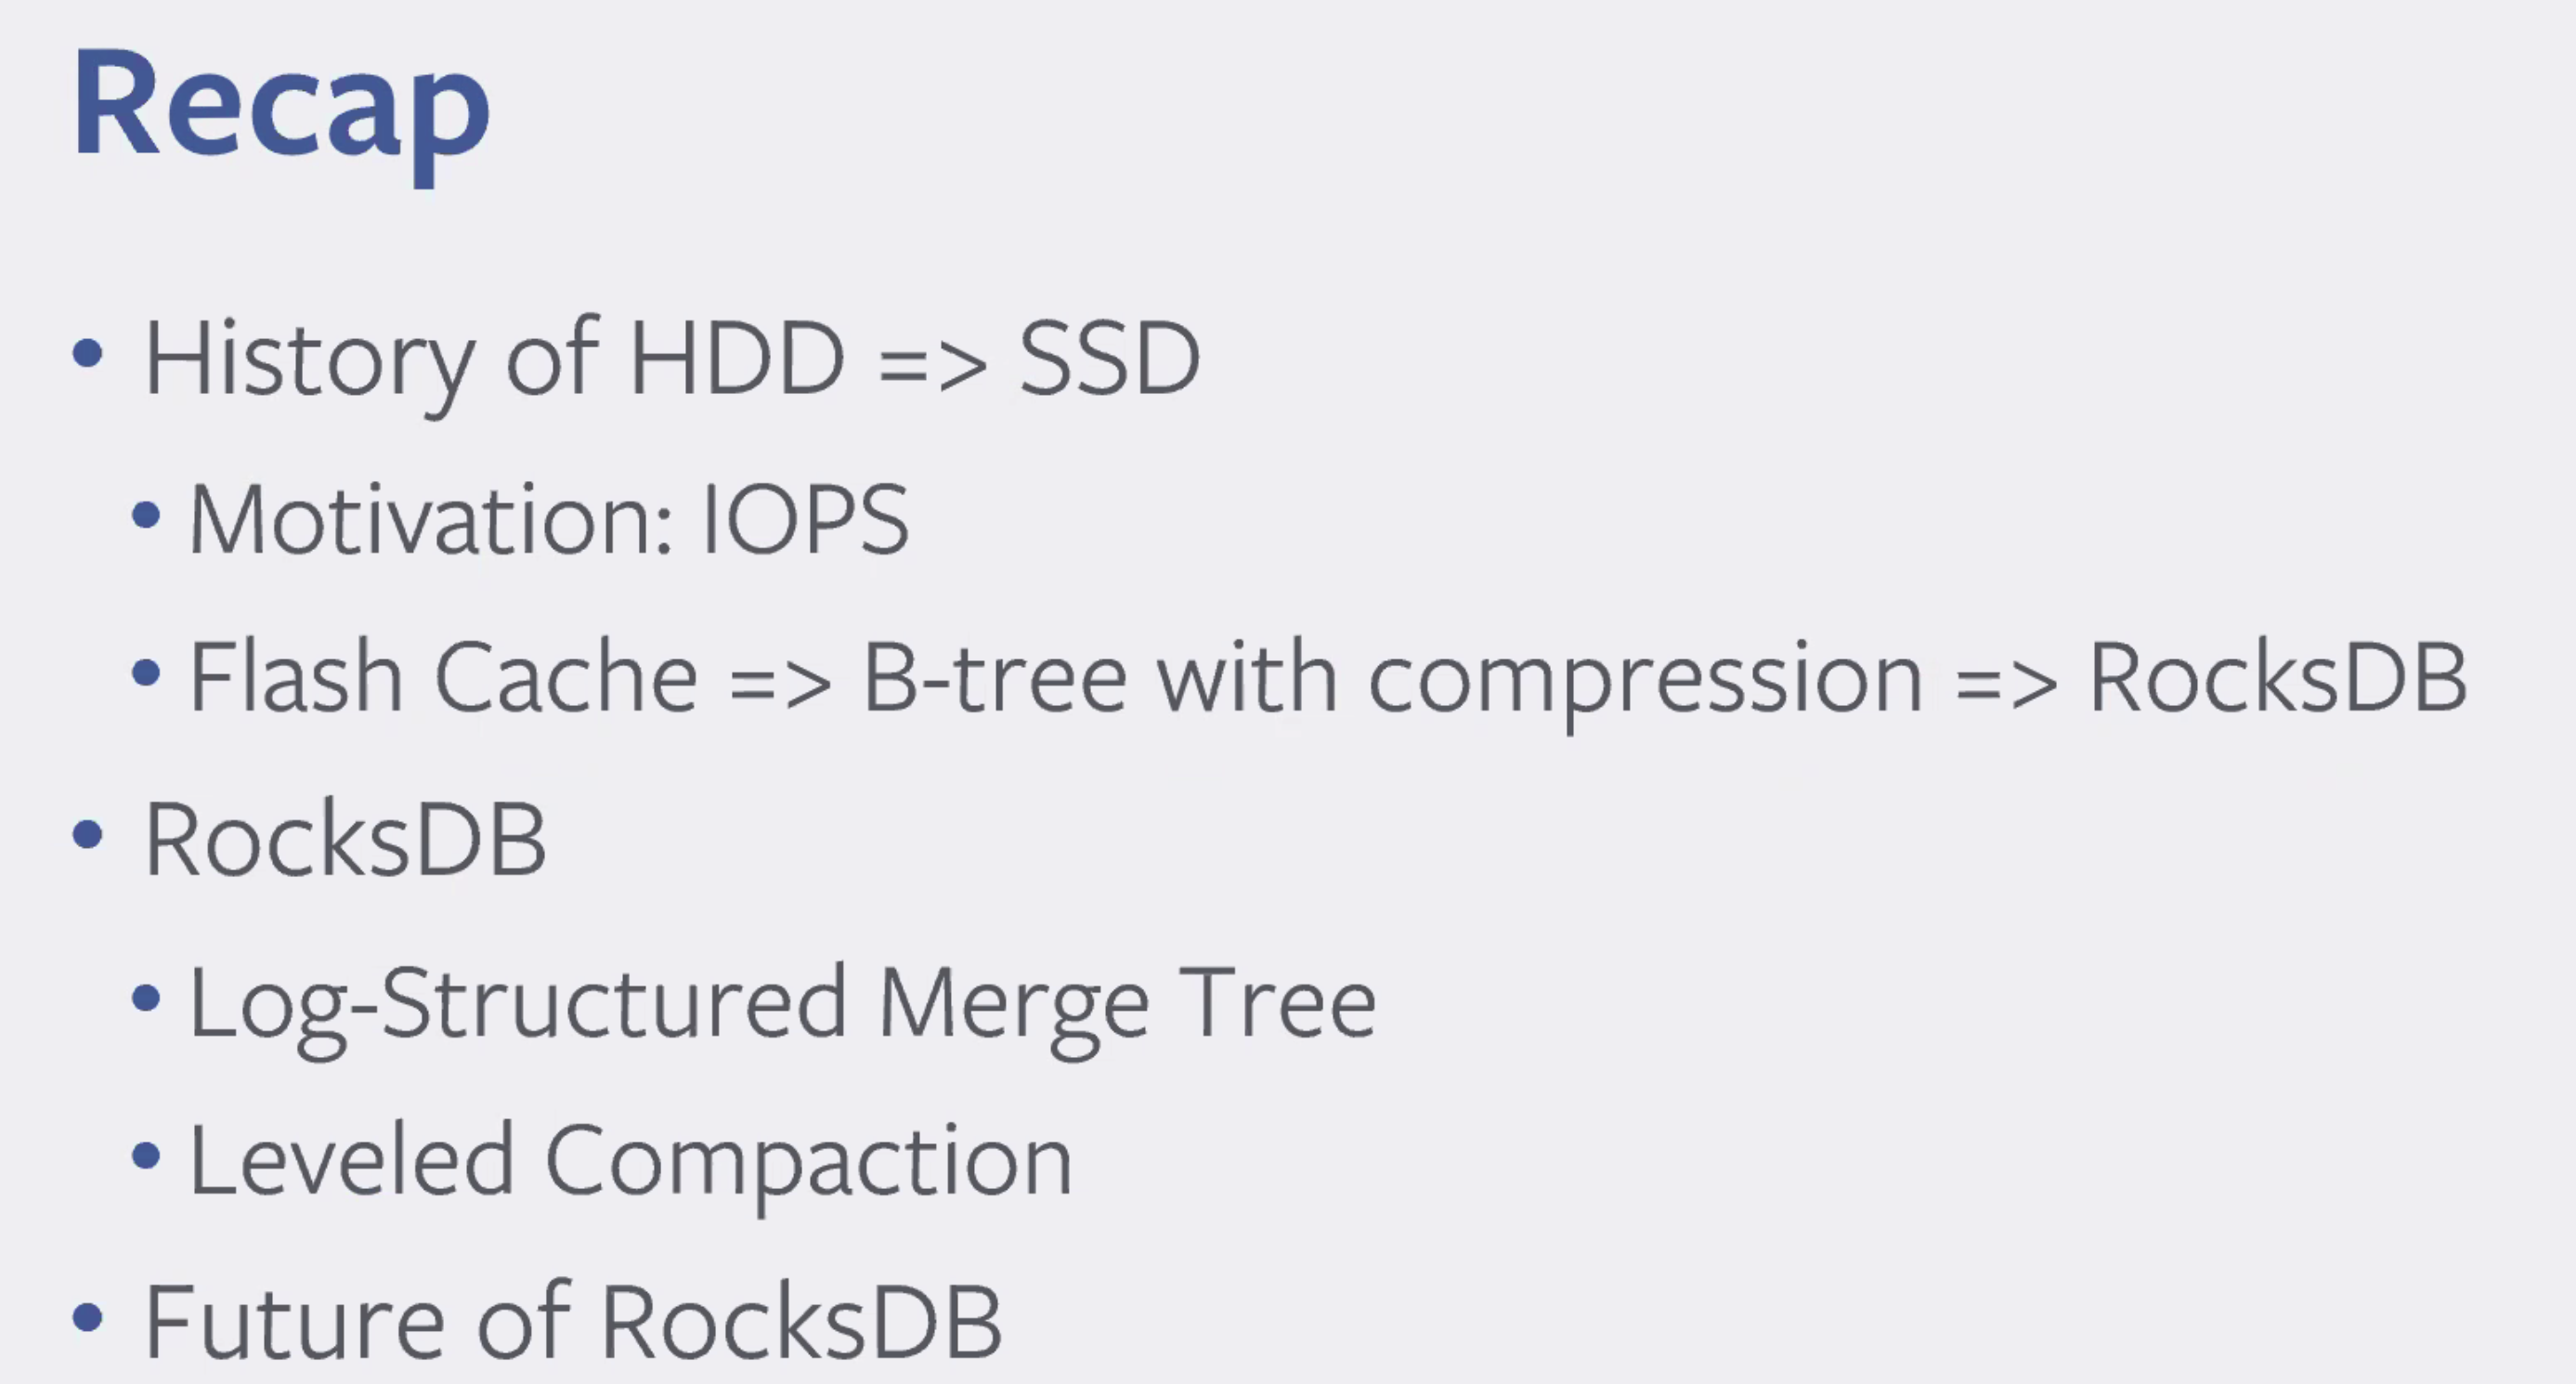 Recap
• History of HDD => SSD
• Motivation: IOPS
• Flash Cache => B-tree with compression => RocksDB
• RocksDB
• Log-Structured Merge Tree
• Leveled Compaction
• Future of RocksDB